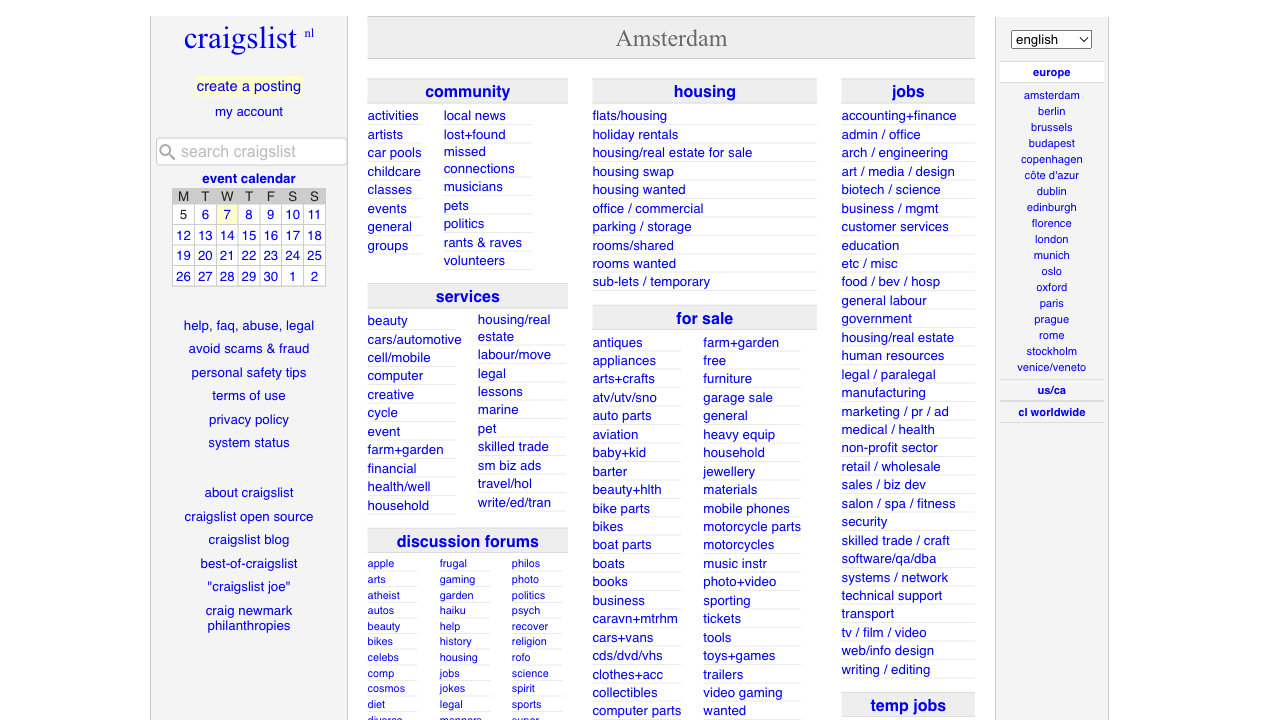 craigslist nl
create a posting
my account
search craigslist
event calendar
M T W T F S S
5 6 7 8 9 10 11
12 13 14 15 16 17 18
19 20 21 22 23 24 25
26 27 28 29 30 1 2
help, faq, abuse, legal
avoid scams & fraud
personal safety tips
terms of use
privacy policy
system status
about craigslist
craigslist open source
craigslist blog
best-of-craigslist
"craigslist joe"
craig newmark
philanthropies
Amsterdam
community
activities
artists
car pools
childcare
classes
events
general
groups
local news
lost+found
missed
connections
musicians
pets
politics
rants & raves
volunteers
services
beauty
cars/automotive
cell/mobile
computer
creative
cycle
event
farm+garden
financial
health/well
household
housing/real
estate
labour/move
legal
lessons
marine
pet
skilled trade
sm biz ads
travel/hol
write/ed/tran
discussion forums
apple
arts
atheist
autos
beauty
bikes
celebs
comp
cosmos
diet
divorce
frugal
gaming
garden
haiku
help
history
housing
jobs
jokes
legal
manners
philos
photo
politics
psych
recover
religion
rofo
science
spirit
sports
super
housing
flats/housing
holiday rentals
housing/real estate for sale
housing swap
housing wanted
office / commercial
parking / storage
rooms/shared
rooms wanted
sub-lets / temporary
for sale
antiques
appliances
arts+crafts
atv/utv/sno
auto parts
aviation
baby+kid
barter
beauty+hlth
bike parts
bikes
boat parts
boats
books
business
caravn+mtrhm
cars+vans
cds/dvd/vhs
clothes+acc
collectibles
computer parts
farm+garden
free
furniture
garage sale
general
heavy equip
household
jewellery
materials
mobile phones
motorcycle parts
motorcycles
music instr
photo+video
sporting
tickets
tools
toys+games
trailers
video gaming
wanted
jobs
accounting+finance
admin / office
arch / engineering
art / media / design
biotech / science
business / mgmt
customer services
education
etc / misc
food / bev / hosp
general labour
government
housing/real estate
human resources
legal / paralegal
manufacturing
marketing / pr / ad
medical / health
non-profit sector
retail / wholesale
sales / biz dev
salon / spa / fitness
security
skilled trade / craft
software/qa/dba
systems / network
technical support
transport
tv / film / video
web/info design
writing / editing
temp jobs
english
europe
amsterdam
berlin
brussels
budapest
copenhagen
côte d'azur
dublin
edinburgh
florence
london
munich
oslo
oxford
paris
prague
rome
stockholm
venice/veneto
us/ca
cl worldwide